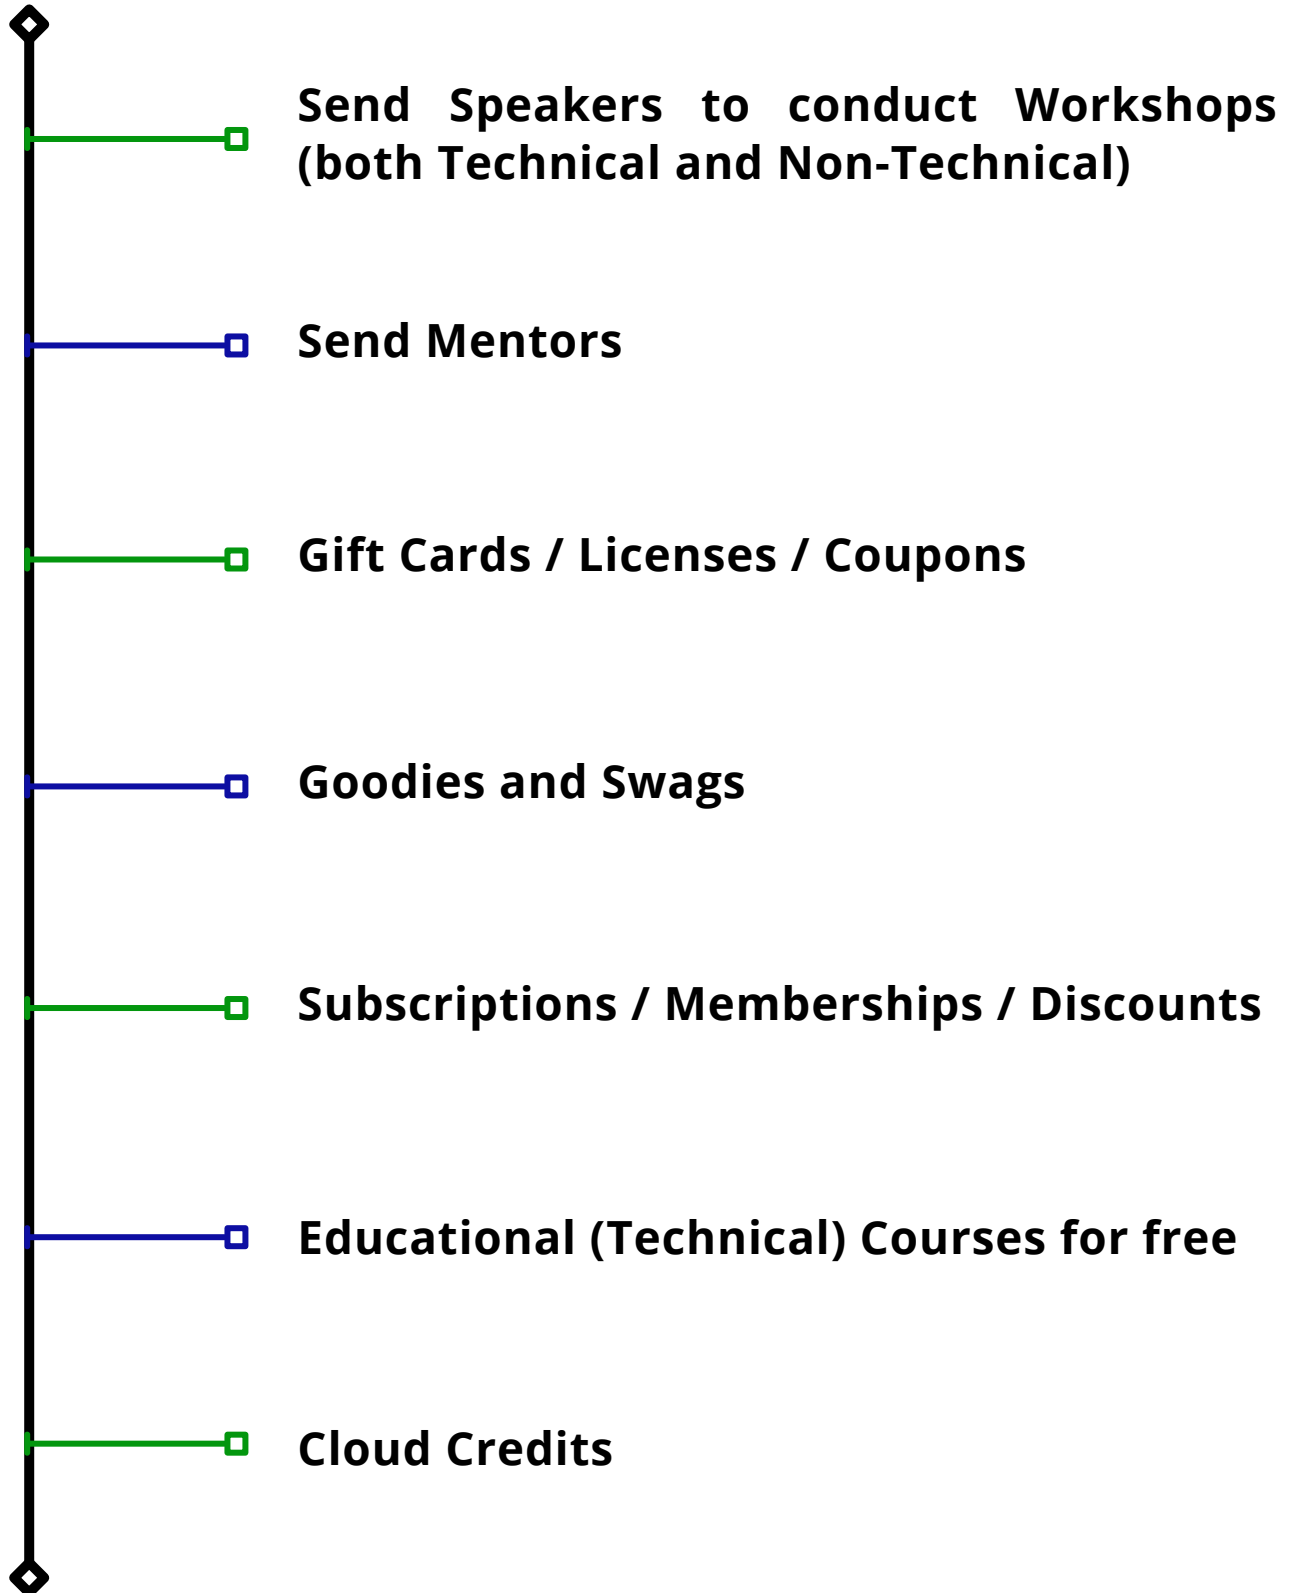 Send Speakers to conduct Workshops
(both Technical and Non-Technical)
Send Mentors
Gift Cards / Licenses / Coupons
Goodies and Swags
Subscriptions / Memberships / Discounts
Educational (Technical) Courses for free
Cloud Credits